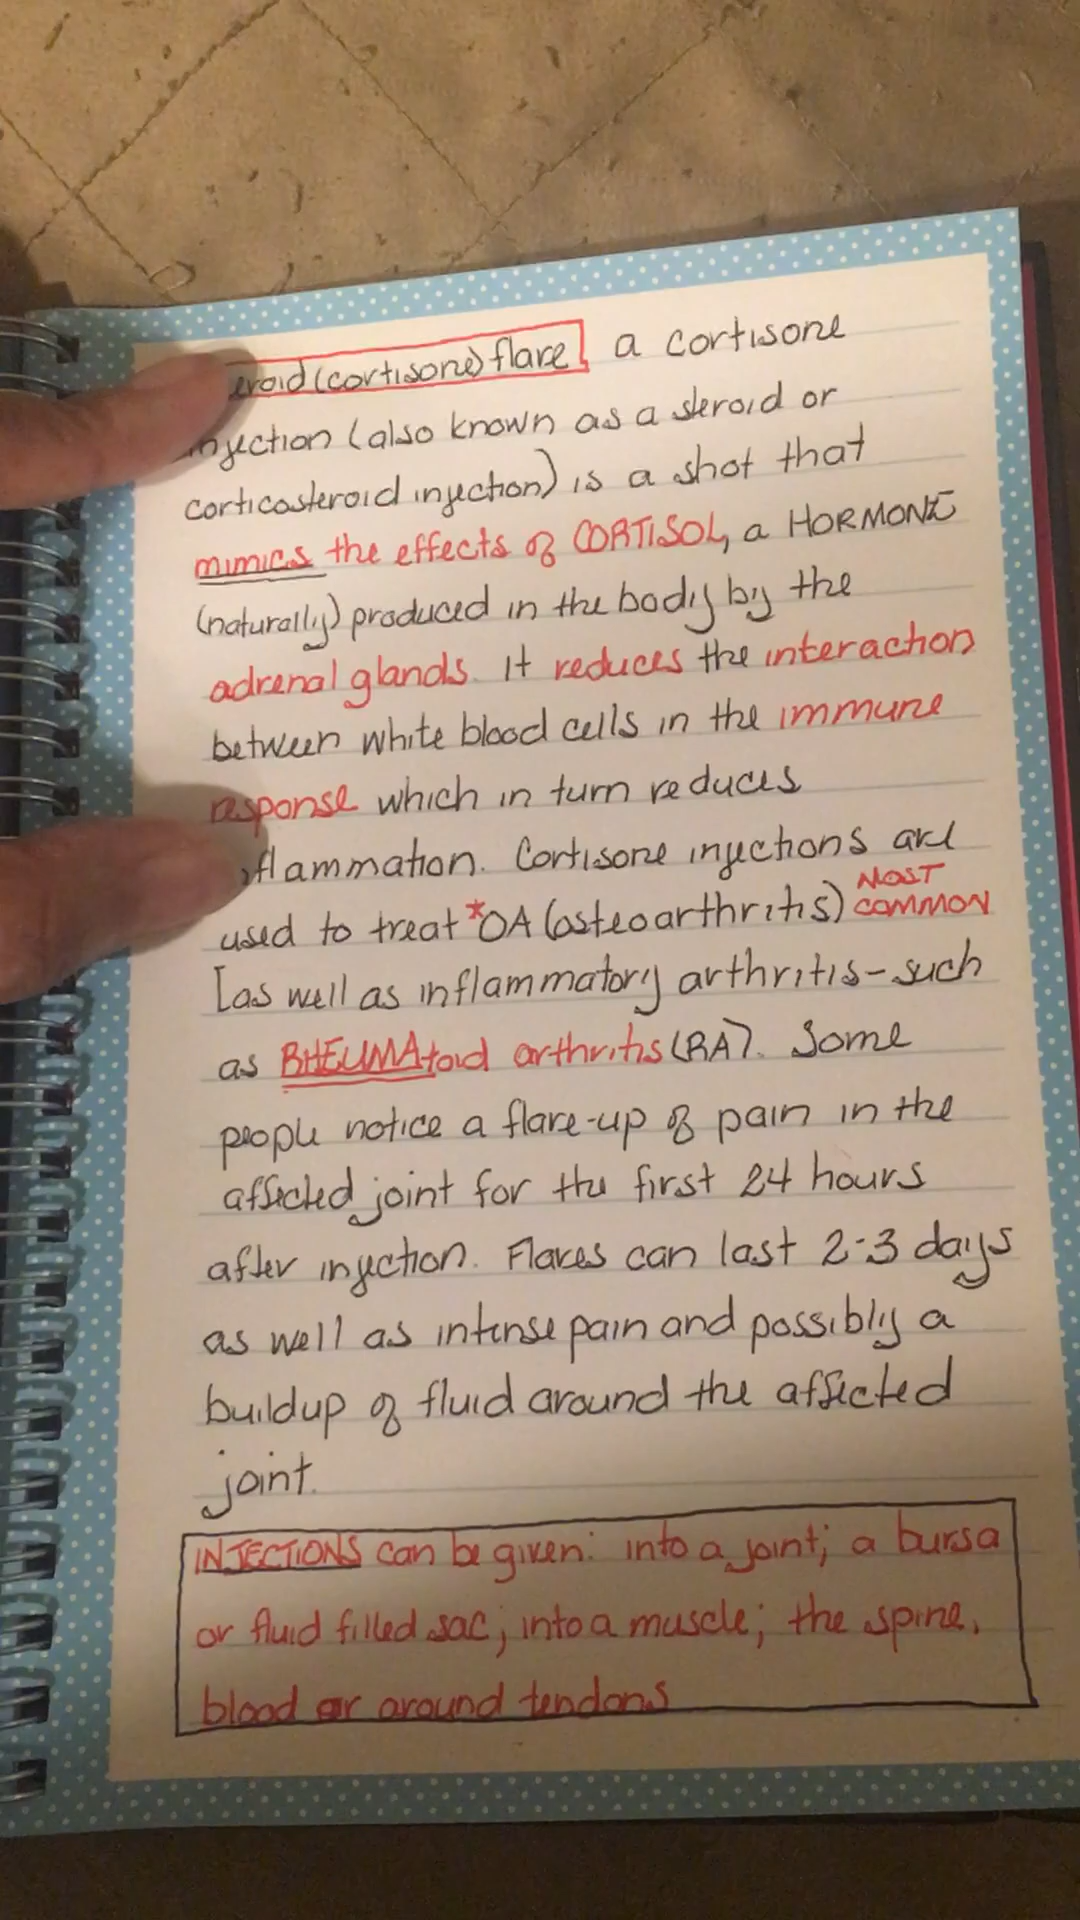 eroid (cortisone) flare, a cortisone
injection (also known as a steroid or
corticosteroid injection) is a shot that
mimics the effects of CORTISOL, a HORMONE
(naturally) produced in the body by the
adrenal glands. It reduces the interaction
between white blood cells in the immune
response which in turn reduces
flammation. Cortisone injections are
used to treat *OA (osteoarthritis) MOST COMMON
[as well as inflammatory arthritis - such
as RHEUMAtoid arthritis (RA). Some
people notice a flare-up of pain in the
affected joint for the first 24 hours
after injection. Flares can last 2-3 days
as well as intense pain and possibly a
buildup of fluid around the affected
joint.
INJECTIONS can be given: into a joint; a bursa
or fluid filled sac; into a muscle; the spine,
blood or around tendons